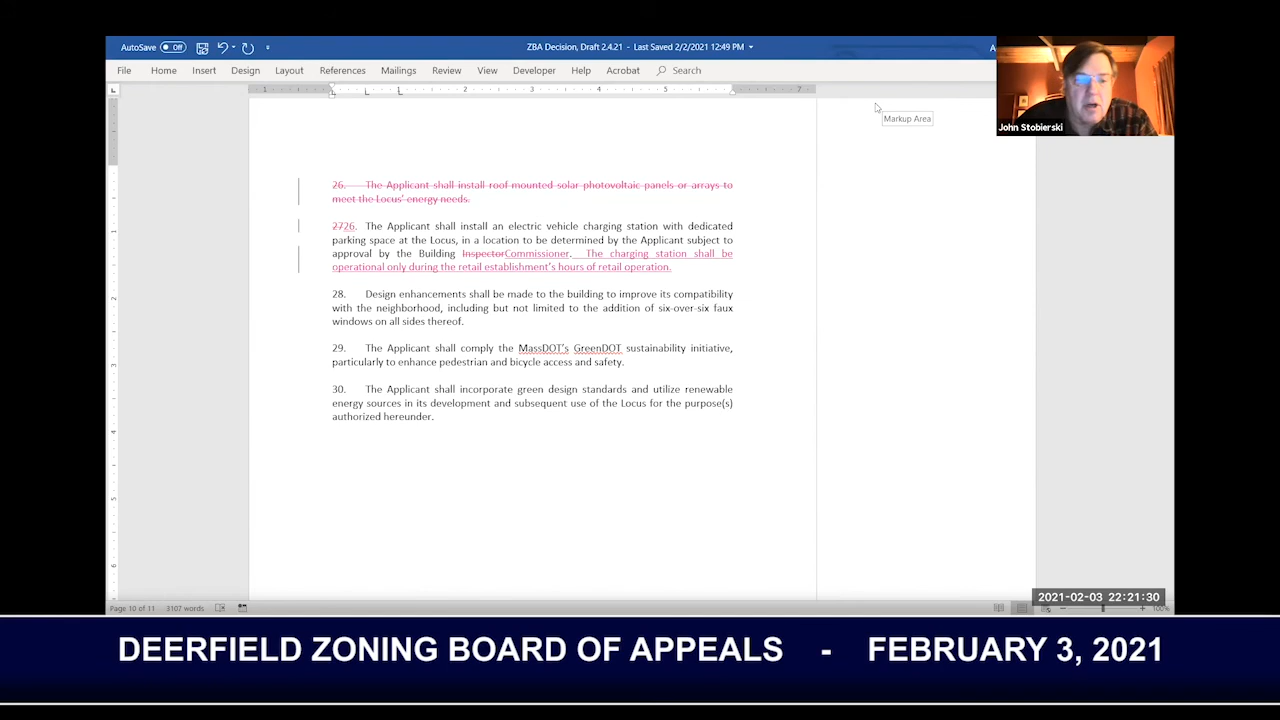 AutoSave Off ZBA Decision, Draft 2.4.21 - Last Saved 2/2/2021 12:49 PM
File Home Insert Design Layout References Mailings Review View Developer Help Acrobat Search
1 1 2 3 4 5 7
Markup Area
John Stobierski
26. The Applicant shall install roof mounted solar photovoltaic panels or arrays to
meet the Locus' energy needs.
2726. The Applicant shall install an electric vehicle charging station with dedicated
parking space at the Locus, in a location to be determined by the Applicant subject to
approval by the Building InspectorCommissioner. The charging station shall be
operational only during the retail establishment's hours of retail operation.
28. Design enhancements shall be made to the building to improve its compatibility
with the neighborhood, including but not limited to the addition of six-over-six faux
windows on all sides thereof.
29. The Applicant shall comply the MassDOT's GreenDOT sustainability initiative,
particularly to enhance pedestrian and bicycle access and safety.
30. The Applicant shall incorporate green design standards and utilize renewable
energy sources in its development and subsequent use of the Locus for the purpose(s)
authorized hereunder.
2021-02-03 22:21:30
Page 10 of 11 3107 words 100%
DEERFIELD ZONING BOARD OF APPEALS - FEBRUARY 3, 2021